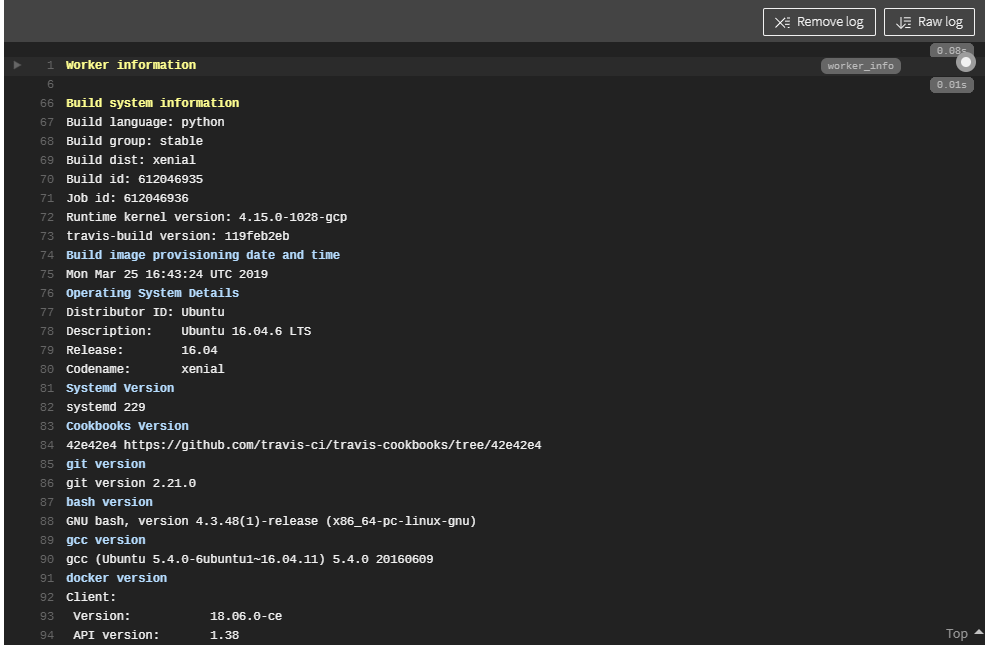 Remove log Raw log
0.08s
1 Worker information worker_info
6 0.01s
66 Build system information
67 Build language: python
68 Build group: stable
69 Build dist: xenial
70 Build id: 612046935
71 Job id: 612046936
72 Runtime kernel version: 4.15.0-1028-gcp
73 travis-build version: 119feb2eb
74 Build image provisioning date and time
75 Mon Mar 25 16:43:24 UTC 2019
76 Operating System Details
77 Distributor ID: Ubuntu
78 Description: Ubuntu 16.04.6 LTS
79 Release: 16.04
80 Codename: xenial
81 Systemd Version
82 systemd 229
83 Cookbooks Version
84 42e42e4 https://github.com/travis-ci/travis-cookbooks/tree/42e42e4
85 git version
86 git version 2.21.0
87 bash version
88 GNU bash, version 4.3.48(1)-release (x86_64-pc-linux-gnu)
89 gcc version
90 gcc (Ubuntu 5.4.0-6ubuntu1~16.04.11) 5.4.0 20160609
91 docker version
92 Client:
93 Version: 18.06.0-ce
94 API version: 1.38
Top